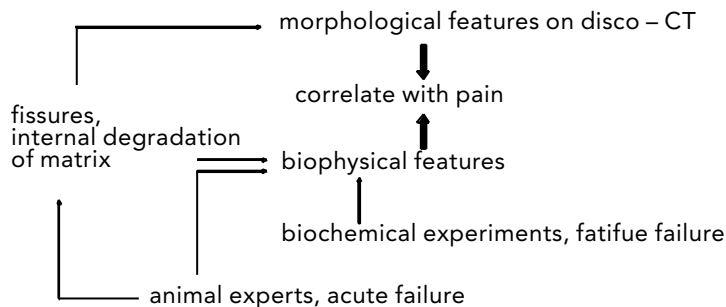 morphological features on disco – CT
correlate with pain
fissures,
internal degradation
of matrix
biophysical features
biochemical experiments, fatifue failure
animal experts, acute failure